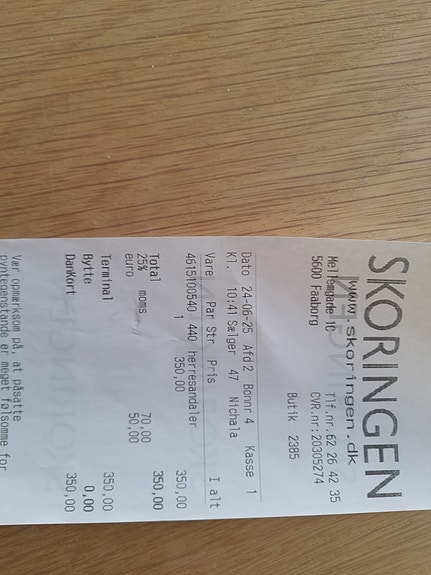 SKORINGEN
www.skoringen.dk
Mellemgade 1C Tlf.nr.:62 26 42 35
5600 Faaborg CVR.nr:20305274
Butik 2385
Dato 24-06-25 Afd 2 Bonnr 4 Kasse 1
Kl. 10:41 Sælger 47 Nichala
Vare Par Str Pris I alt
4615100540 440 herresandaler
1 350,00 350,00
Total 350,00
25% moms 70,00
euro 50,00
Terminal 350,00
Bytte 0,00
DanKort 350,00
Vær opmærksom på, at påsatte
pyntegenstande er meget følsomme for